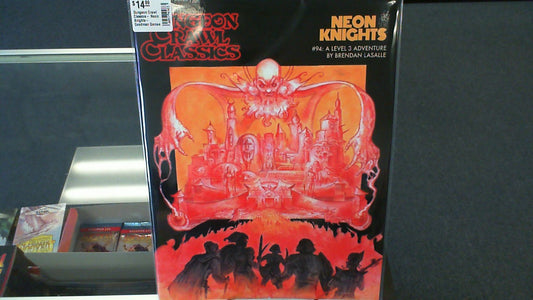 $14
Dungeon Crawl
Classics - Neon
Knights -
DUNGEON
CRAWL
CLASSICS
NEON
KNIGHTS
#94: A LEVEL 3 ADVENTURE
BY BRENDAN LASALLE